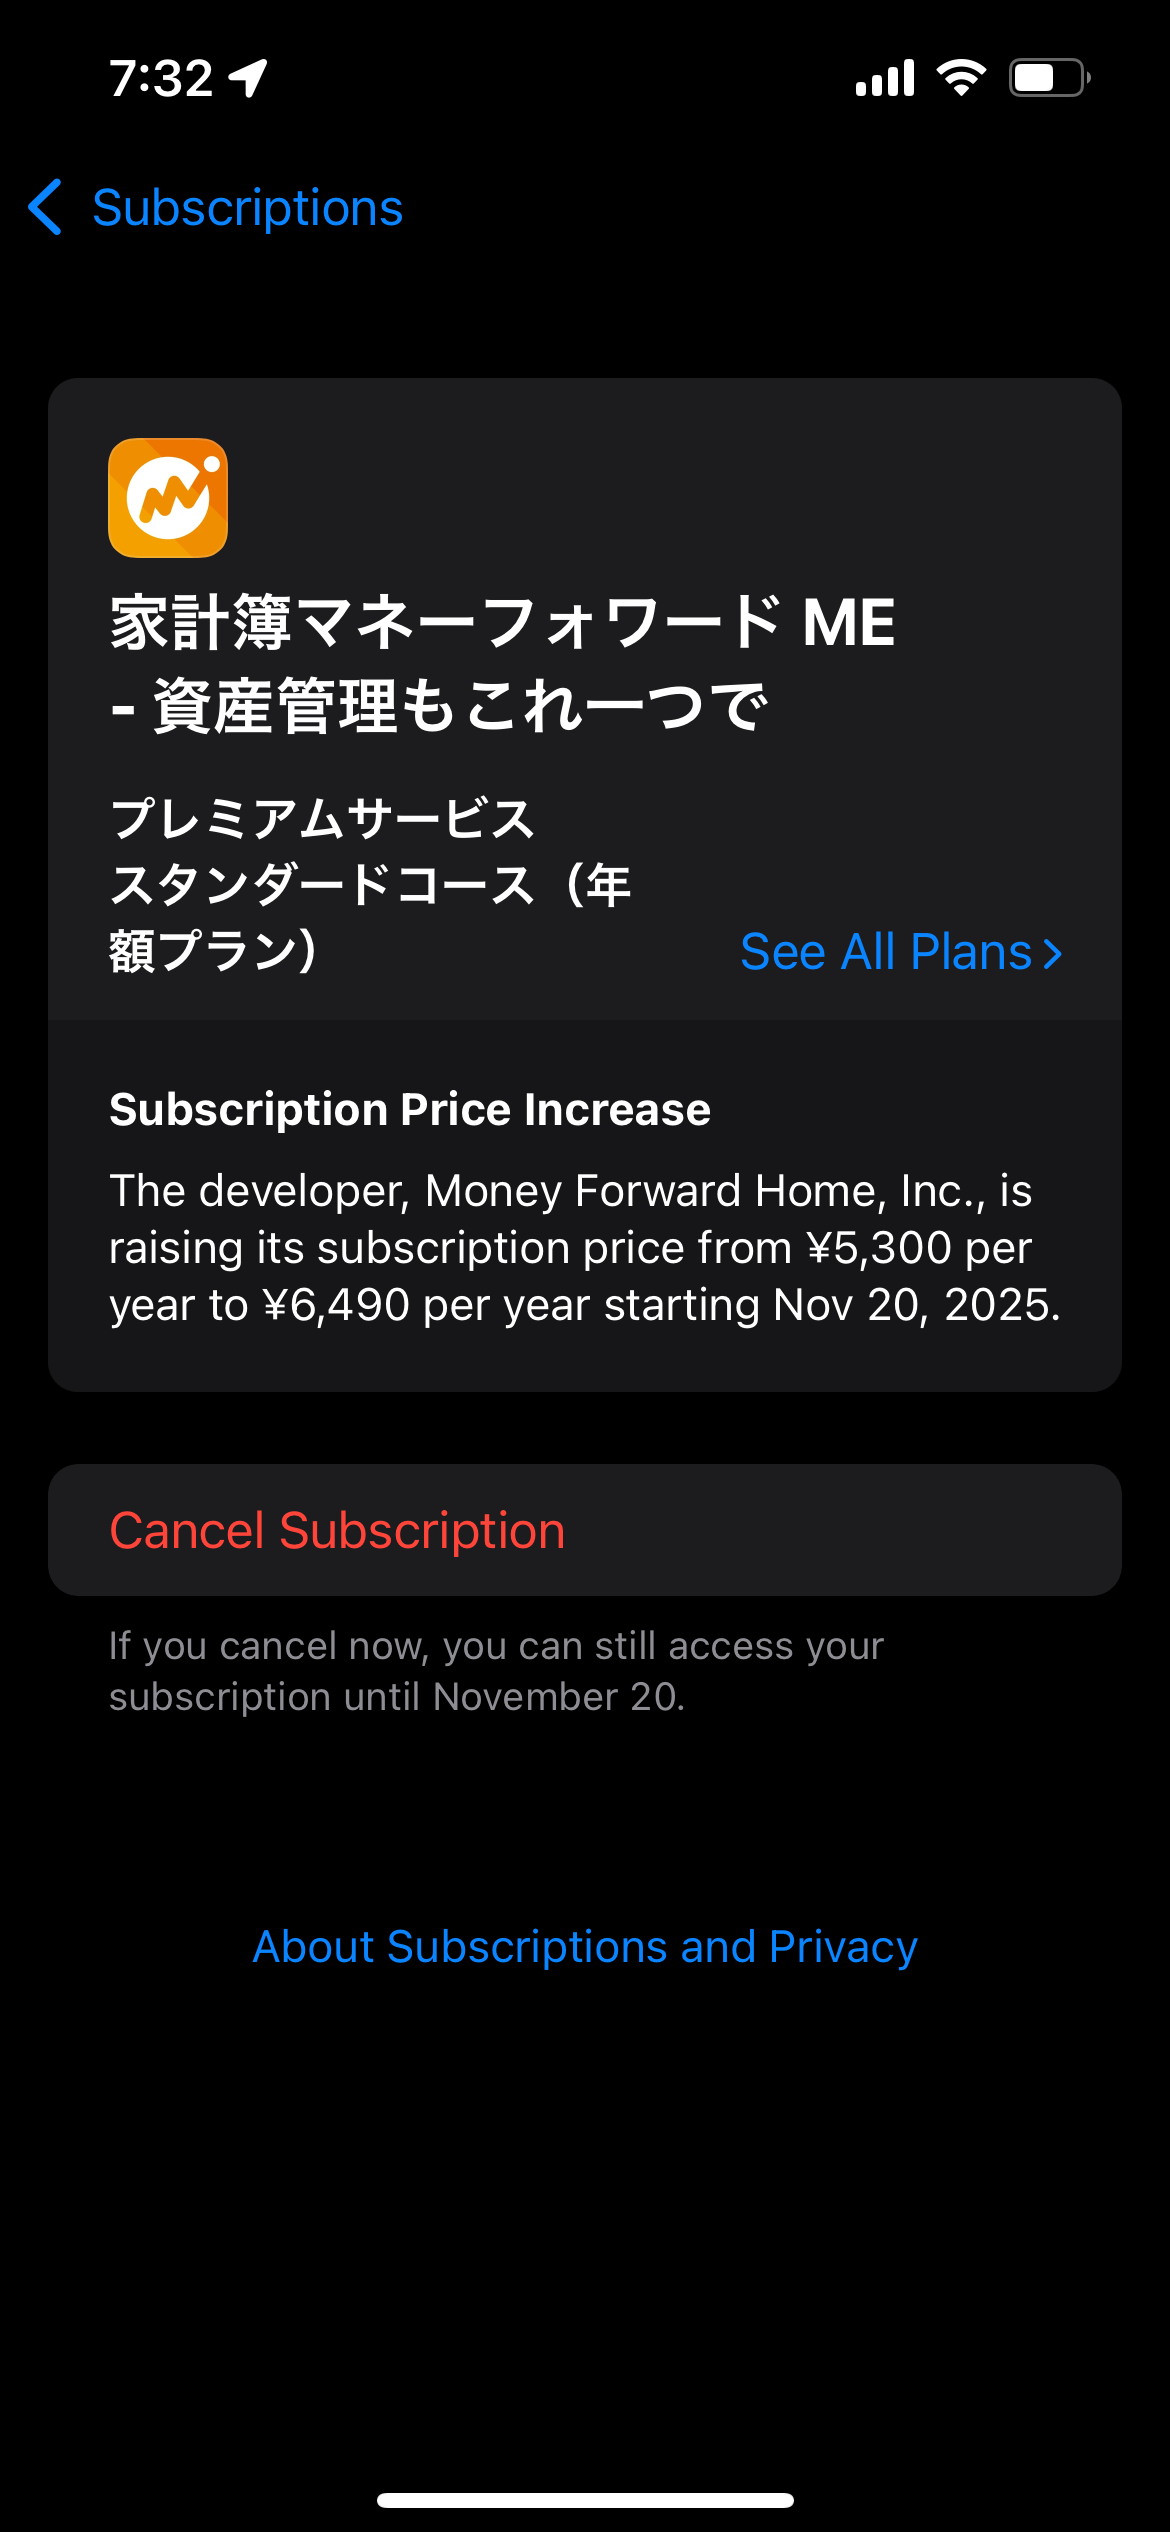 7:32
Subscriptions
家計簿マネーフォワード ME
- 資産管理もこれ一つで
プレミアムサービス
スタンダードコース（年
額プラン）
See All Plans
Subscription Price Increase
The developer, Money Forward Home, Inc., is
raising its subscription price from ¥5,300 per
year to ¥6,490 per year starting Nov 20, 2025.
Cancel Subscription
If you cancel now, you can still access your
subscription until November 20.
About Subscriptions and Privacy